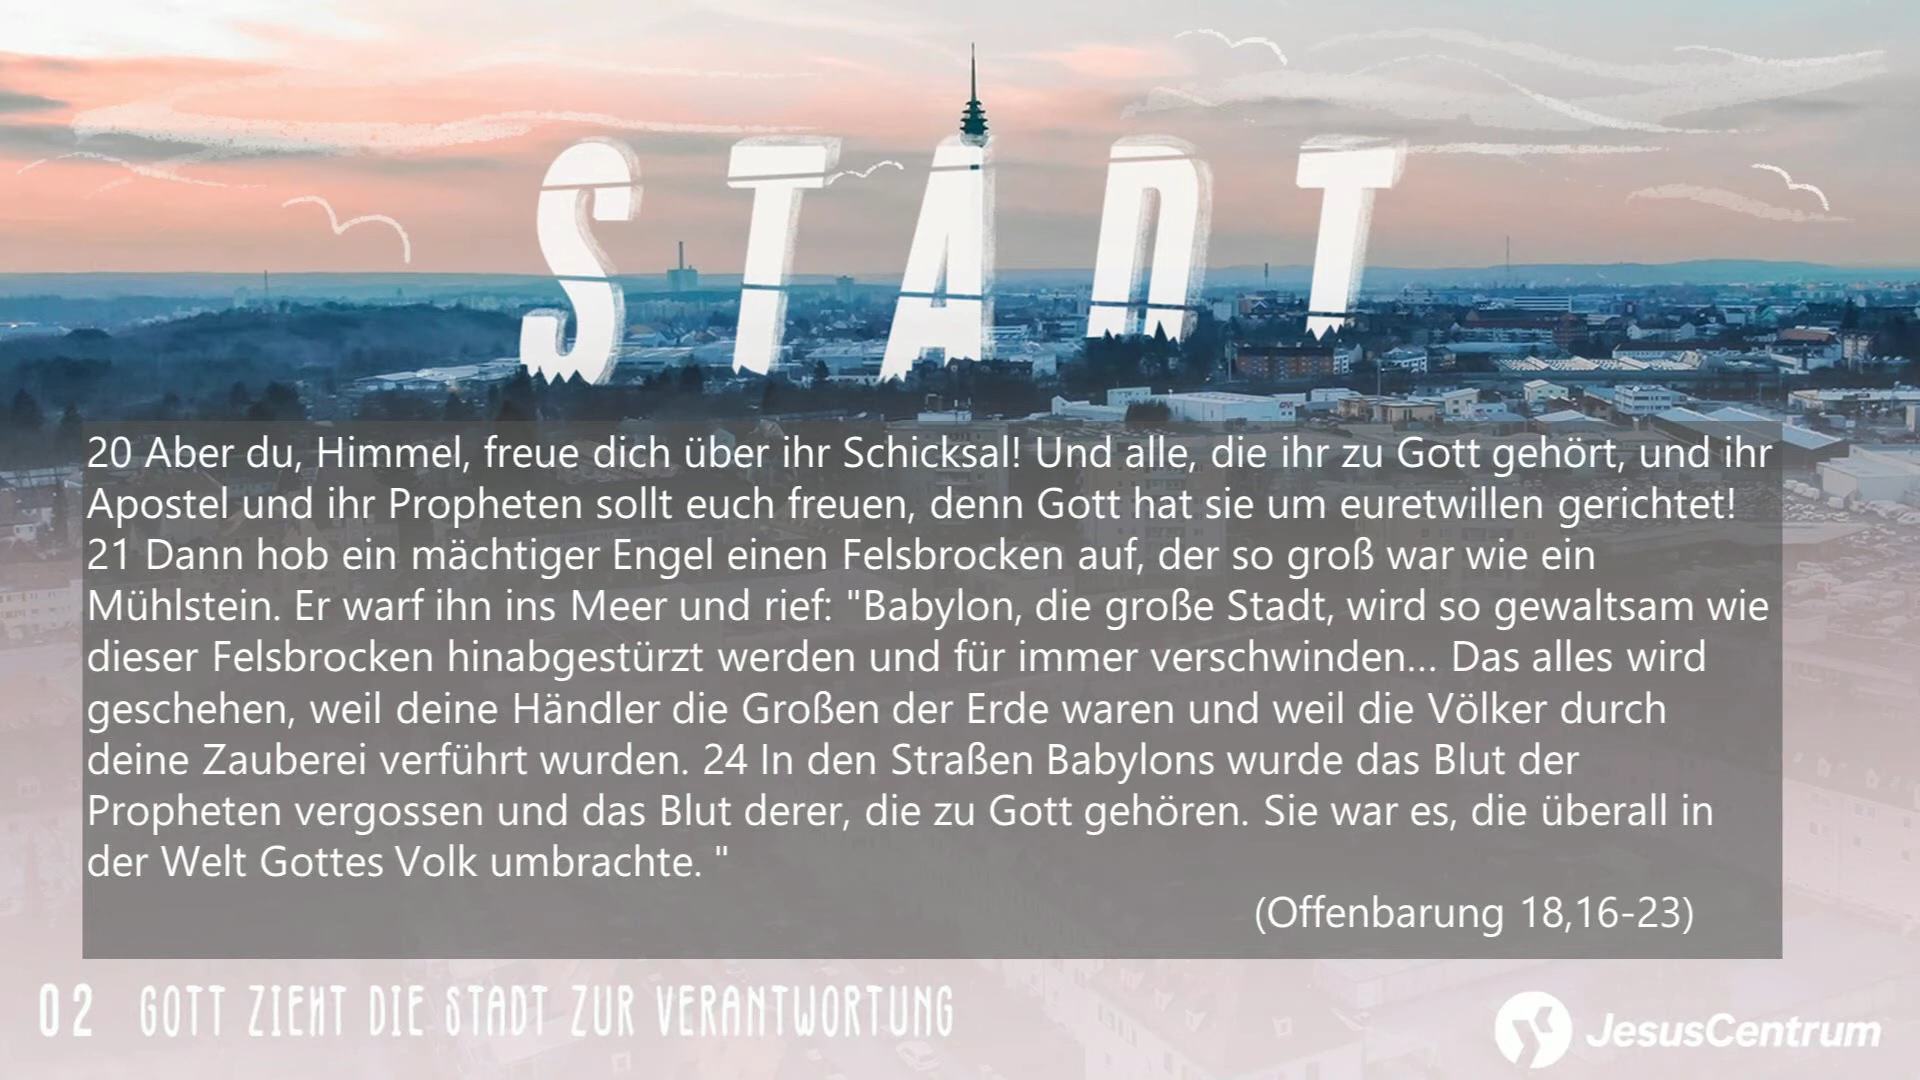 STADT
20 Aber du, Himmel, freue dich über ihr Schicksal! Und alle, die ihr zu Gott gehört, und ihr
Apostel und ihr Propheten sollt euch freuen, denn Gott hat sie um euretwillen gerichtet!
21 Dann hob ein mächtiger Engel einen Felsbrocken auf, der so groß war wie ein
Mühlstein. Er warf ihn ins Meer und rief: "Babylon, die große Stadt, wird so gewaltsam wie
dieser Felsbrocken hinabgestürzt werden und für immer verschwinden... Das alles wird
geschehen, weil deine Händler die Großen der Erde waren und weil die Völker durch
deine Zauberei verführt wurden. 24 In den Straßen Babylons wurde das Blut der
Propheten vergossen und das Blut derer, die zu Gott gehören. Sie war es, die überall in
der Welt Gottes Volk umbrachte. "
(Offenbarung 18,16-23)
02 GOTT ZIEHT DIE STADT ZUR VERANTWORTUNG
JesusCentrum